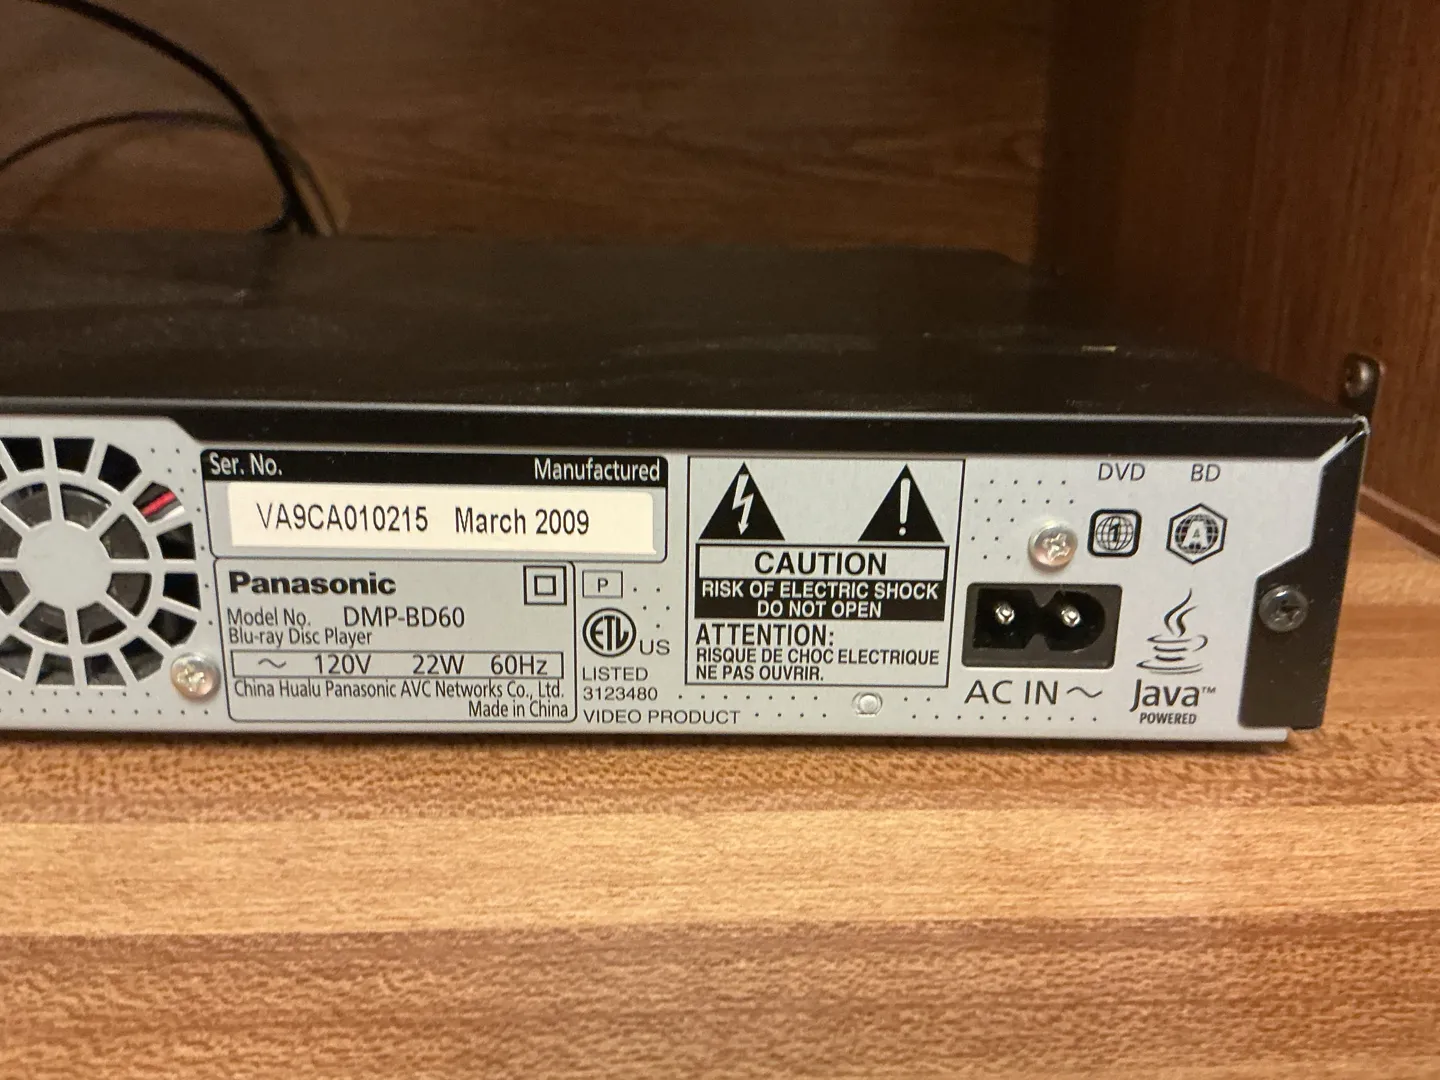 Ser. No. Manufactured
VA9CA010215 March 2009
Panasonic
Model No. DMP-BD60
Blu-ray Disc Player
~ 120V 22W 60Hz
China Hualu Panasonic AVC Networks Co., Ltd.
Made in China
P
ETL US
LISTED
3123480
VIDEO PRODUCT
CAUTION
RISK OF ELECTRIC SHOCK
DO NOT OPEN
ATTENTION:
RISQUE DE CHOC ELECTRIQUE
NE PAS OUVRIR.
DVD BD
1 A
AC IN ~
Java™
POWERED